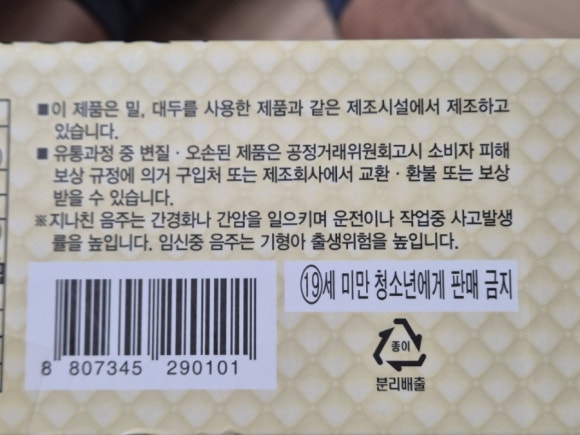 ■이 제품은 밀, 대두를 사용한 제품과 같은 제조시설에서 제조하고
있습니다.
■ 유통과정 중 변질·오손된 제품은 공정거래위원회고시 소비자 피해
보상 규정에 의거 구입처 또는 제조회사에서 교환·환불 또는 보상
받을 수 있습니다.
※지나친 음주는 간경화나 간암을 일으키며 운전이나 작업중 사고발생
률을 높입니다. 임신중 음주는 기형아 출생위험을 높입니다.
⑲세 미만 청소년에게 판매 금지
8 807345 290101
종이
분리배출